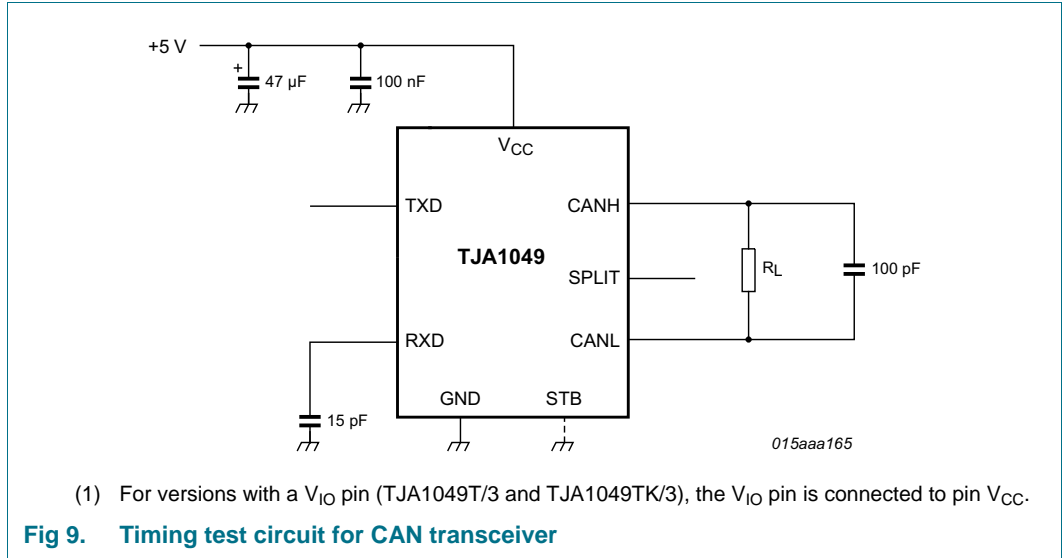 +5 V
+
47 µF
100 nF
VCC
TXD
CANH
TJA1049
SPLIT
RL
100 pF
RXD
CANL
GND
STB
15 pF
015aaa165
(1) For versions with a VIO pin (TJA1049T/3 and TJA1049TK/3), the VIO pin is connected to pin VCC.
Fig 9. Timing test circuit for CAN transceiver